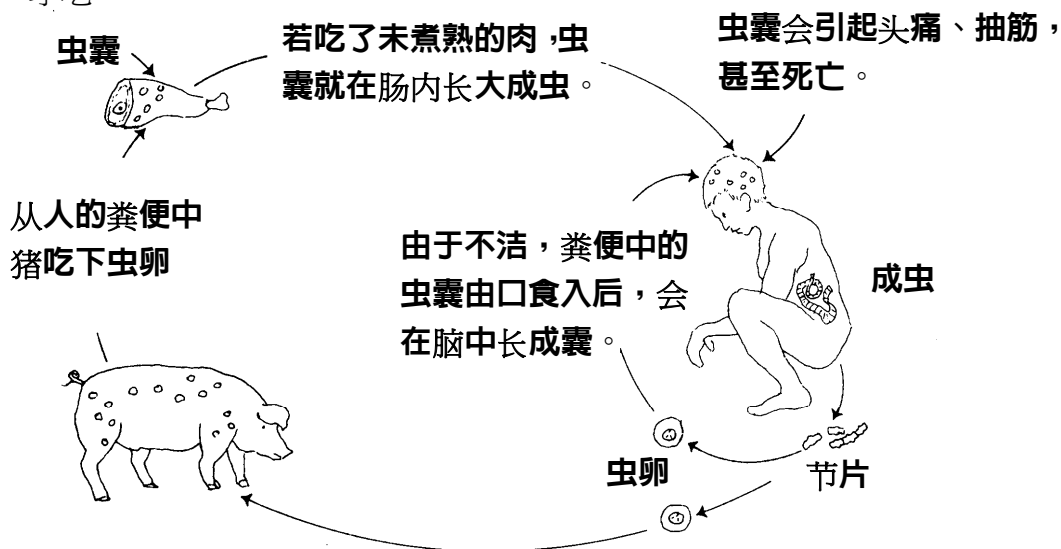 虫囊
若吃了未煮熟的肉,虫
囊就在肠内长大成虫。
虫囊会引起头痛、抽筋,
甚至死亡。
从人的粪便中
猪吃下虫卵
由于不洁,粪便中的
虫囊由口食入后,会
在脑中长成囊。
成虫
虫卵
节片